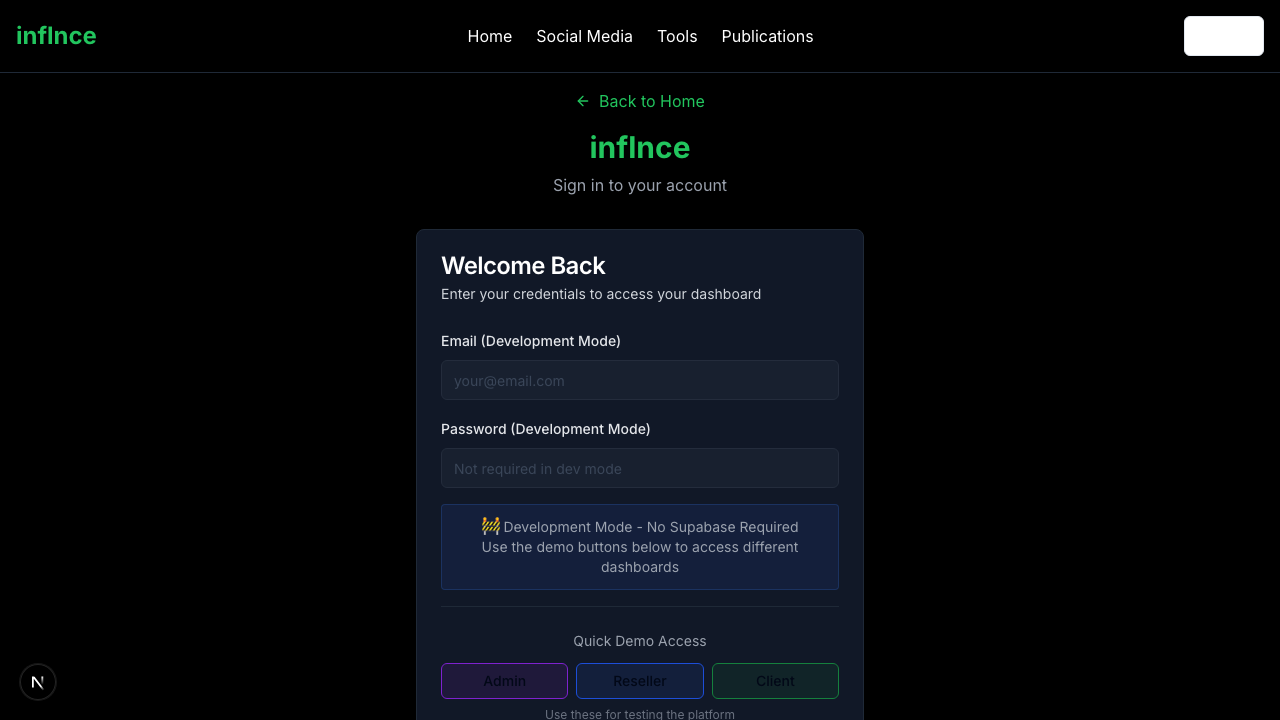 inflnce
Home Social Media Tools Publications
← Back to Home
inflnce
Sign in to your account
Welcome Back
Enter your credentials to access your dashboard
Email (Development Mode)
your@email.com
Password (Development Mode)
Not required in dev mode
🚧 Development Mode - No Supabase Required
Use the demo buttons below to access different
dashboards
Quick Demo Access
Admin Reseller Client
Use these for testing the platform
N